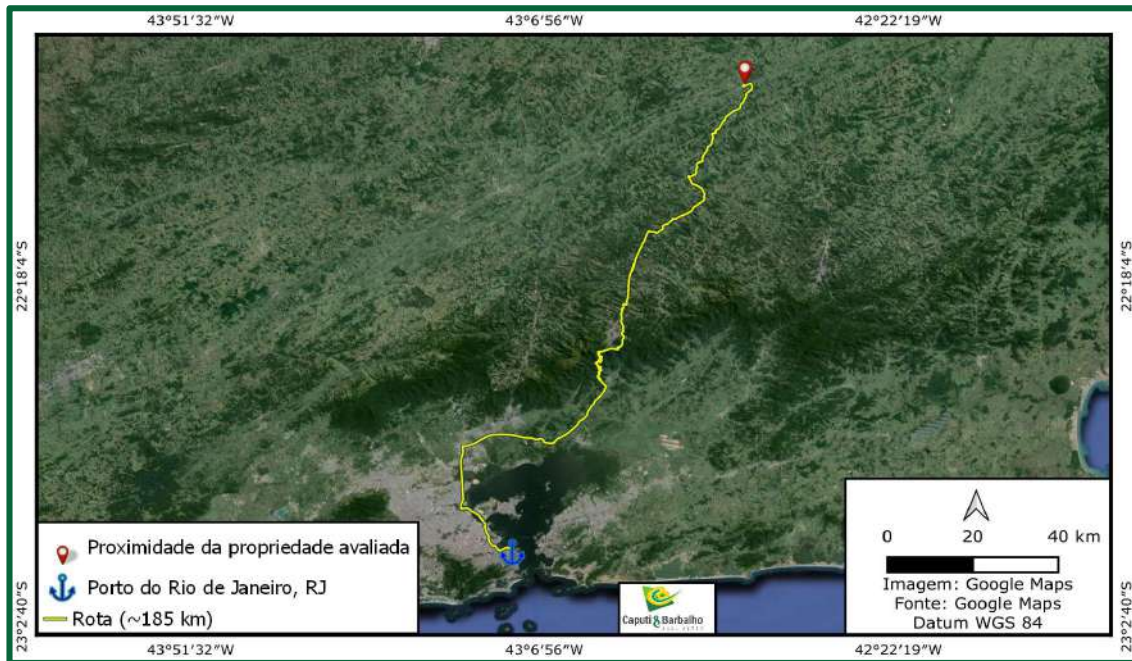 43°51'32"W
43°6'56"W
42°22'19"W
22°18'4"S
22°18'4"S
Proximidade da propriedade avaliada
Porto do Rio de Janeiro, RJ
Rota (~185 km)
Caputi & Barbalho
0 20 40 km
Imagem: Google Maps
Fonte: Google Maps
Datum WGS 84
23°2'40"S
23°2'40"S
43°51'32"W
43°6'56"W
42°22'19"W